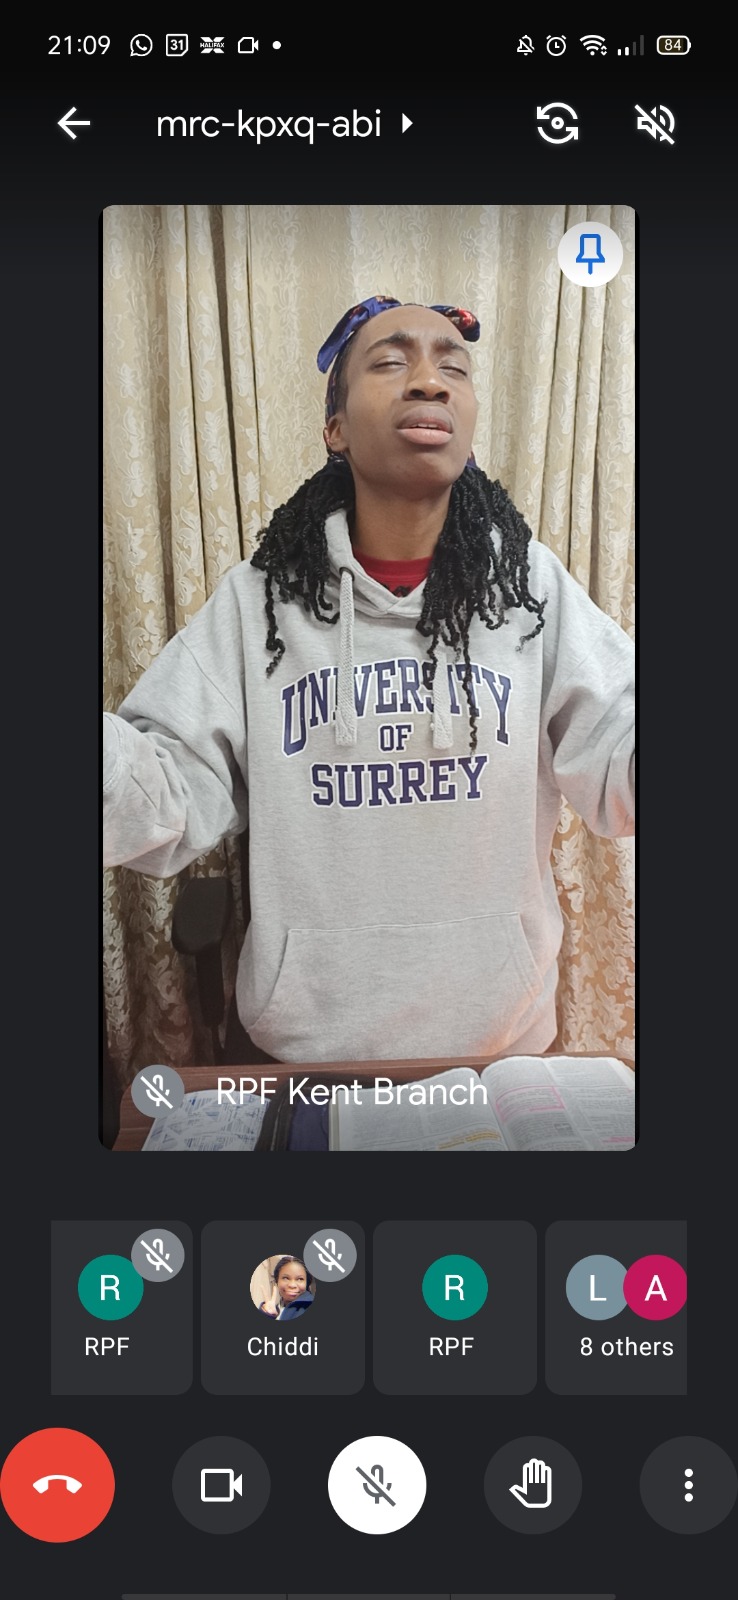 21:09
31
HALIFAX
84
mrc-kpxq-abi
UNIVERSITY
OF
SURREY
RPF Kent Branch
R
RPF
Chiddi
R
RPF
L
A
8 others